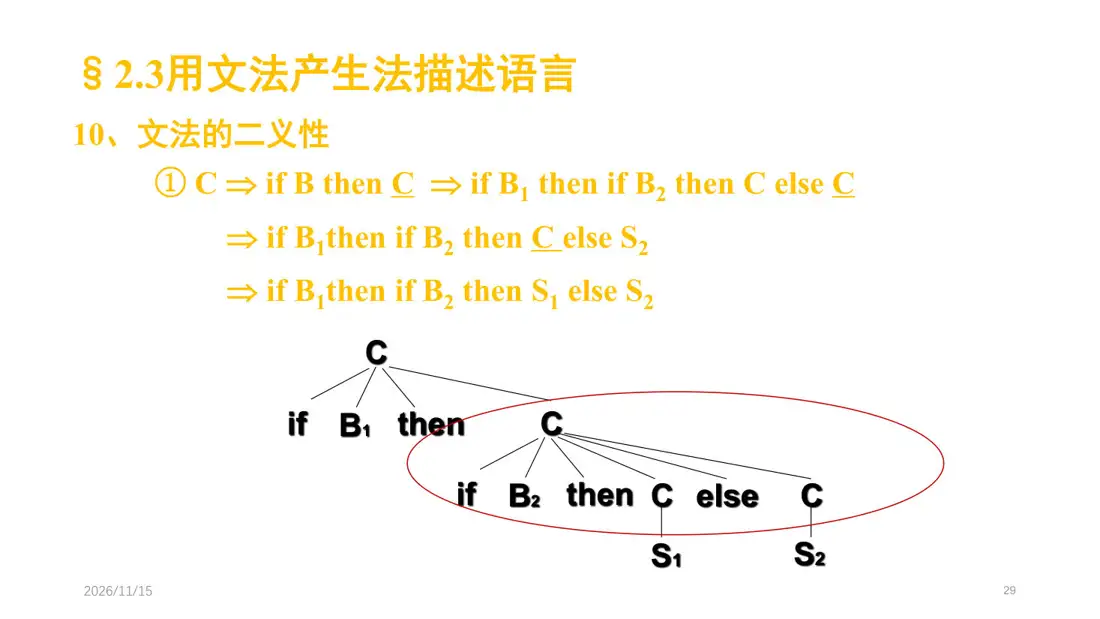 §2.3用文法产生法描述语言
10、文法的二义性
① C ⇒ if B then C ⇒ if B₁ then if B₂ then C else C
⇒ if B₁then if B₂ then C else S₂
⇒ if B₁then if B₂ then S₁ else S₂
C
if B₁ then C
if B₂ then C else C
S₁ S₂
2026/11/15 29